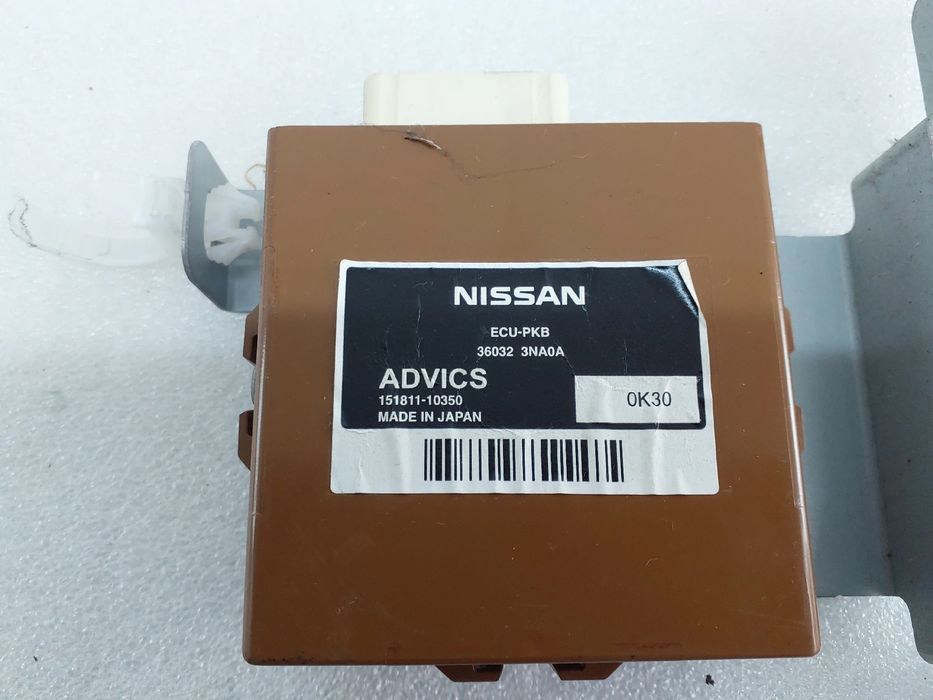 NISSAN
ECU-PKB
36032 3NA0A
ADVICS
151811-10350
0K30
MADE IN JAPAN